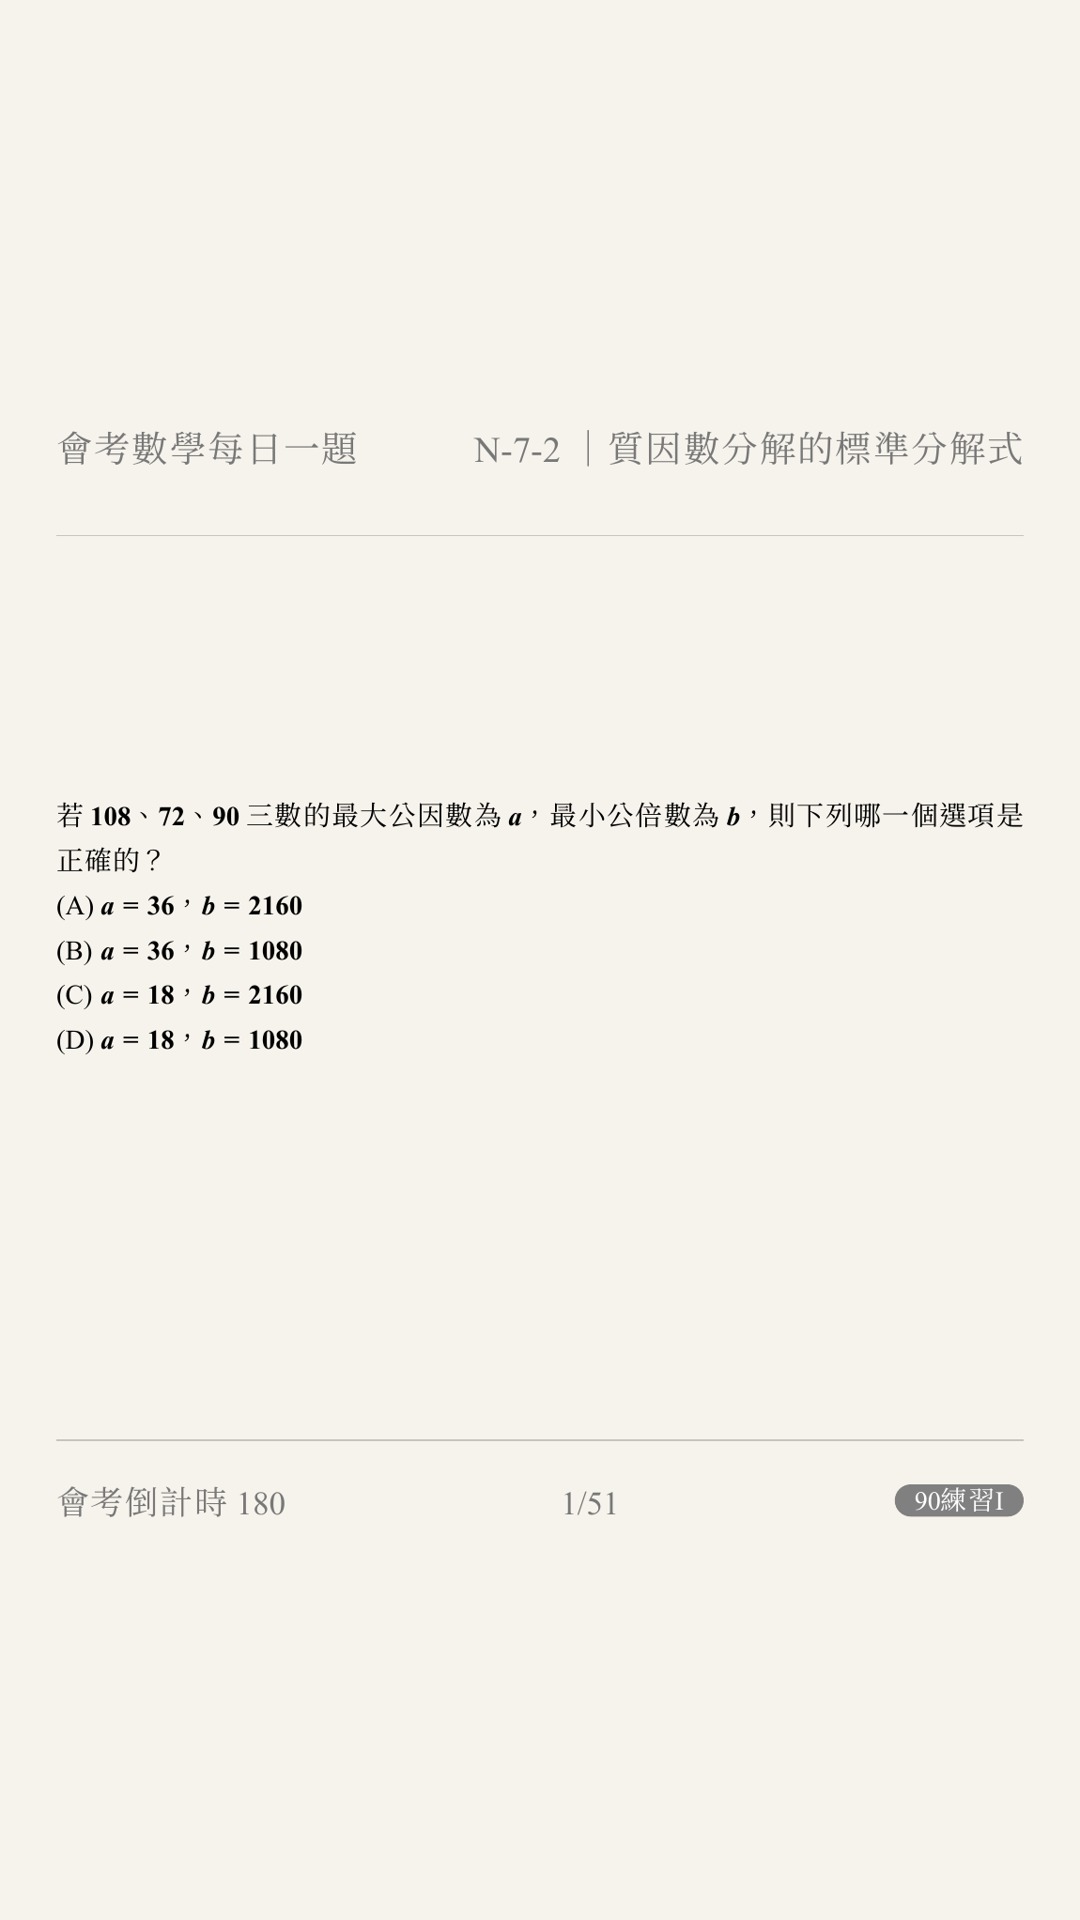 會考數學每日一題
N-7-2｜質因數分解的標準分解式
若 108、72、90 三數的最大公因數為 a，最小公倍數為 b，則下列哪一個選項是
正確的？
(A) a = 36，b = 2160
(B) a = 36，b = 1080
(C) a = 18，b = 2160
(D) a = 18，b = 1080
會考倒計時 180
1/51
90練習I